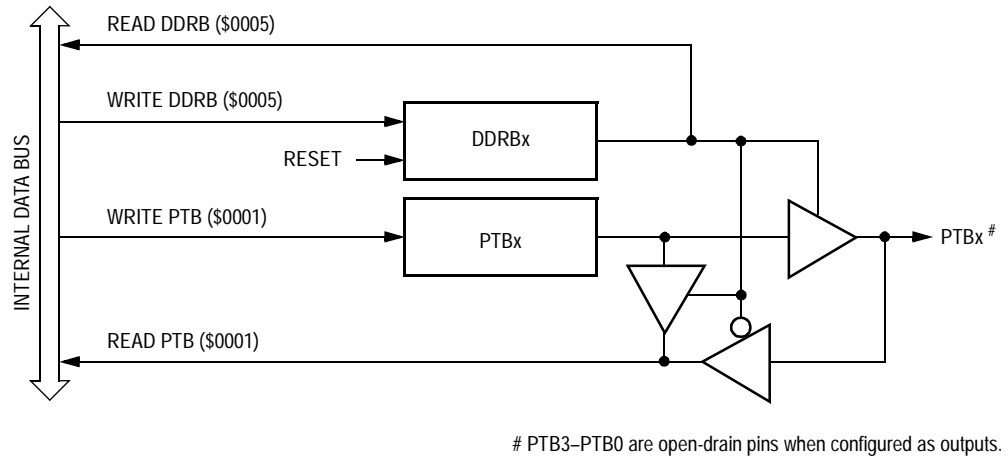 READ DDRB ($0005)
WRITE DDRB ($0005)
DDRBx
RESET
INTERNAL DATA BUS
WRITE PTB ($0001)
PTBx
PTBx #
READ PTB ($0001)
# PTB3–PTB0 are open-drain pins when configured as outputs.